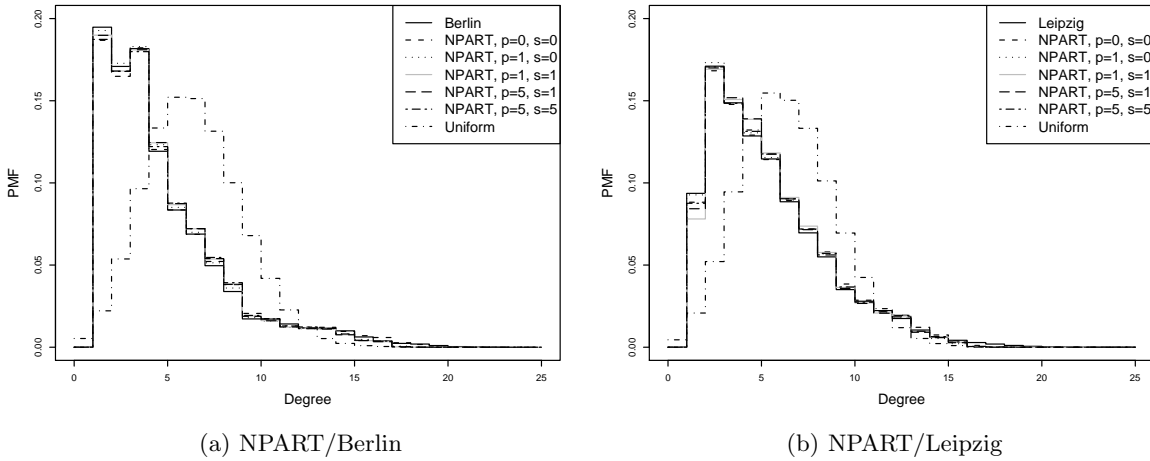 0.20
0.15
0.10
0.05
0.00
PMF
0
5
10
15
20
25
Degree
Berlin
NPART, p=0, s=0
NPART, p=1, s=0
NPART, p=1, s=1
NPART, p=5, s=1
NPART, p=5, s=5
Uniform
(a) NPART/Berlin
0.20
0.15
0.10
0.05
0.00
PMF
0
5
10
15
20
25
Degree
Leipzig
NPART, p=0, s=0
NPART, p=1, s=0
NPART, p=1, s=1
NPART, p=5, s=1
NPART, p=5, s=5
Uniform
(b) NPART/Leipzig